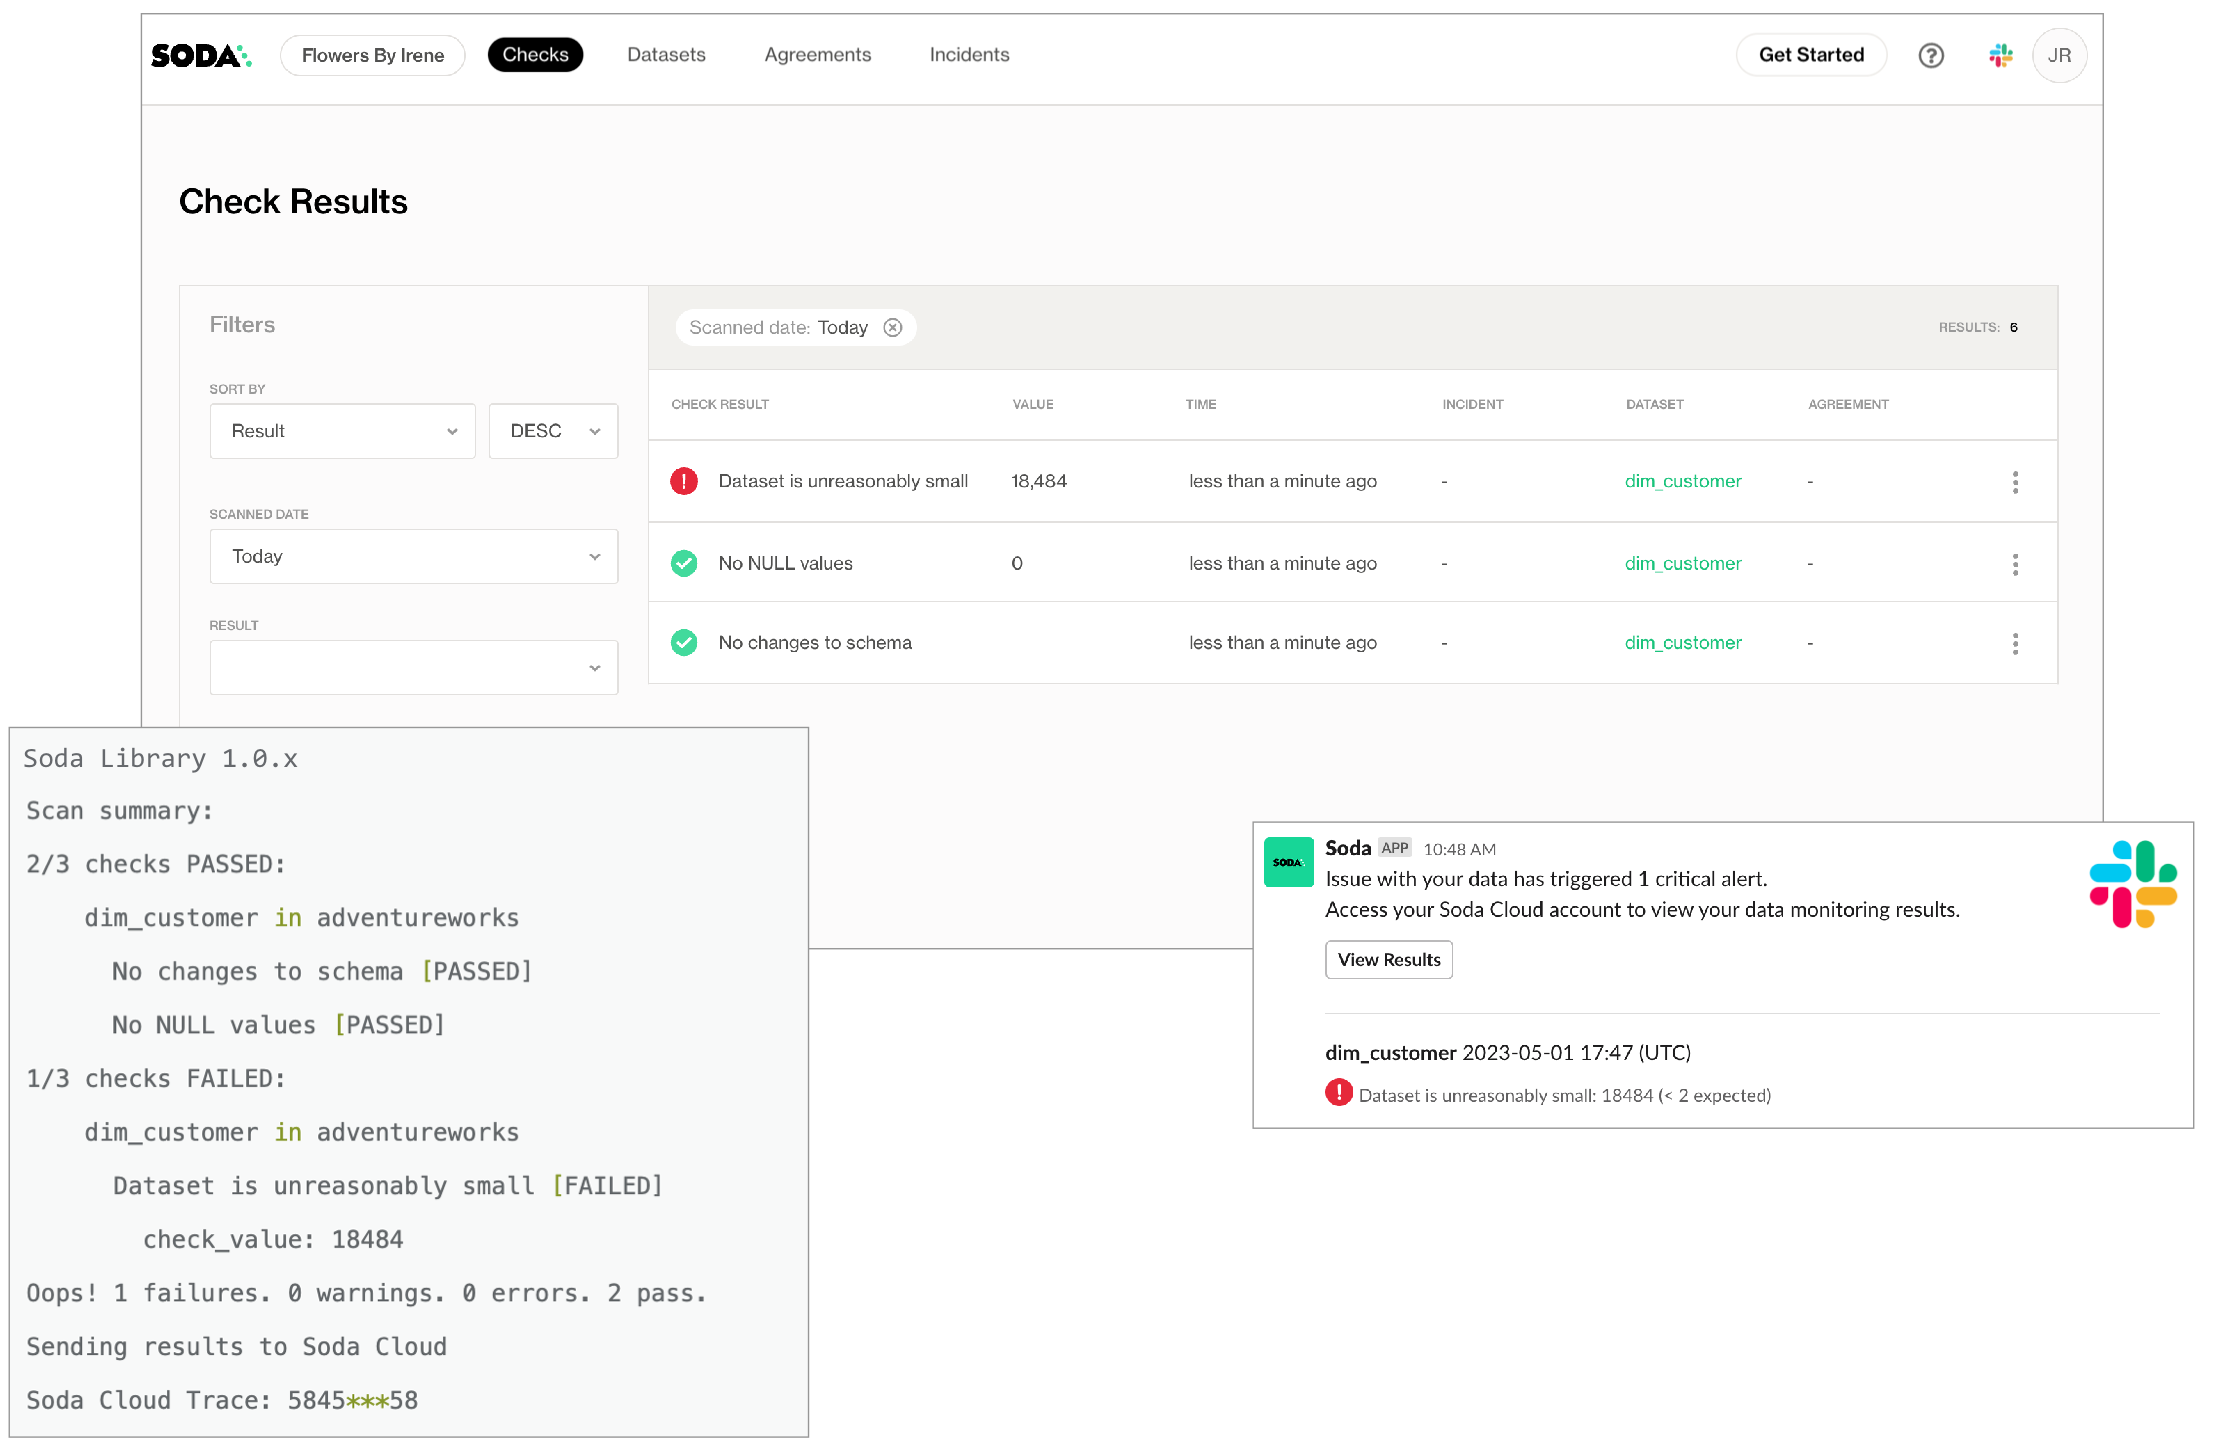 SODA Flowers By Irene Checks Datasets Agreements Incidents Get Started ? JR
Check Results
Filters
SORT BY
Result DESC
SCANNED DATE
Today
RESULT
Scanned date: Today RESULTS: 6
CHECK RESULT VALUE TIME INCIDENT DATASET AGREEMENT
! Dataset is unreasonably small 18,484 less than a minute ago - dim_customer -
No NULL values 0 less than a minute ago - dim_customer -
No changes to schema less than a minute ago - dim_customer -
Soda Library 1.0.x
Scan summary:
2/3 checks PASSED:
dim_customer in adventureworks
No changes to schema [PASSED]
No NULL values [PASSED]
1/3 checks FAILED:
dim_customer in adventureworks
Dataset is unreasonably small [FAILED]
check_value: 18484
Oops! 1 failures. 0 warnings. 0 errors. 2 pass.
Sending results to Soda Cloud
Soda Cloud Trace: 5845***58
SODA
Soda APP 10:48 AM
Issue with your data has triggered 1 critical alert.
Access your Soda Cloud account to view your data monitoring results.
View Results
dim_customer 2023-05-01 17:47 (UTC)
! Dataset is unreasonably small: 18484 (< 2 expected)